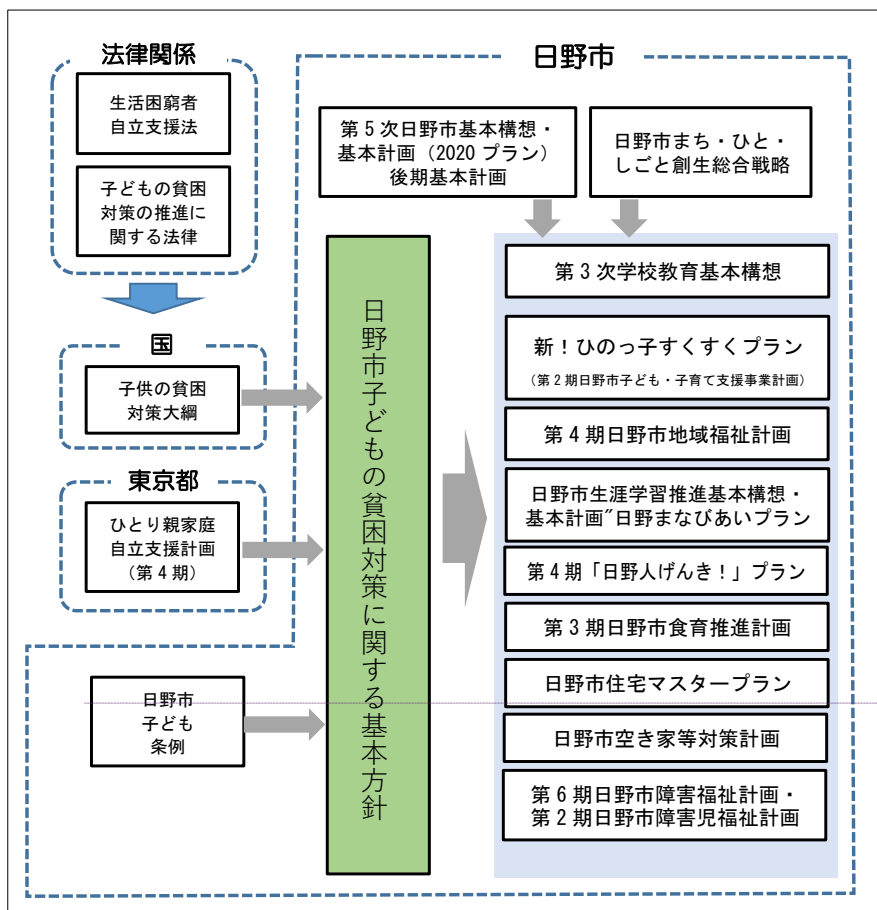 法律関係
生活困窮者
自立支援法
子どもの貧困
対策の推進に
関する法律
国
子供の貧困
対策大綱
東京都
ひとり親家庭
自立支援計画
(第4期)
日野市
子ども
条例
日野市
第5次日野市基本構想・
基本計画(2020プラン)
後期基本計画
日野市まち・ひと・
しごと創生総合戦略
日野市子どもの貧困対策に関する基本方針
第3次学校教育基本構想
新!ひのっ子すくすくプラン
(第2期日野市子ども・子育て支援事業計画)
第4期日野市地域福祉計画
日野市生涯学習推進基本構想・
基本計画"日野まなびあいプラン
第4期「日野人げんき!」プラン
第3期日野市食育推進計画
日野市住宅マスタープラン
日野市空き家等対策計画
第6期日野市障害福祉計画・
第2期日野市障害児福祉計画